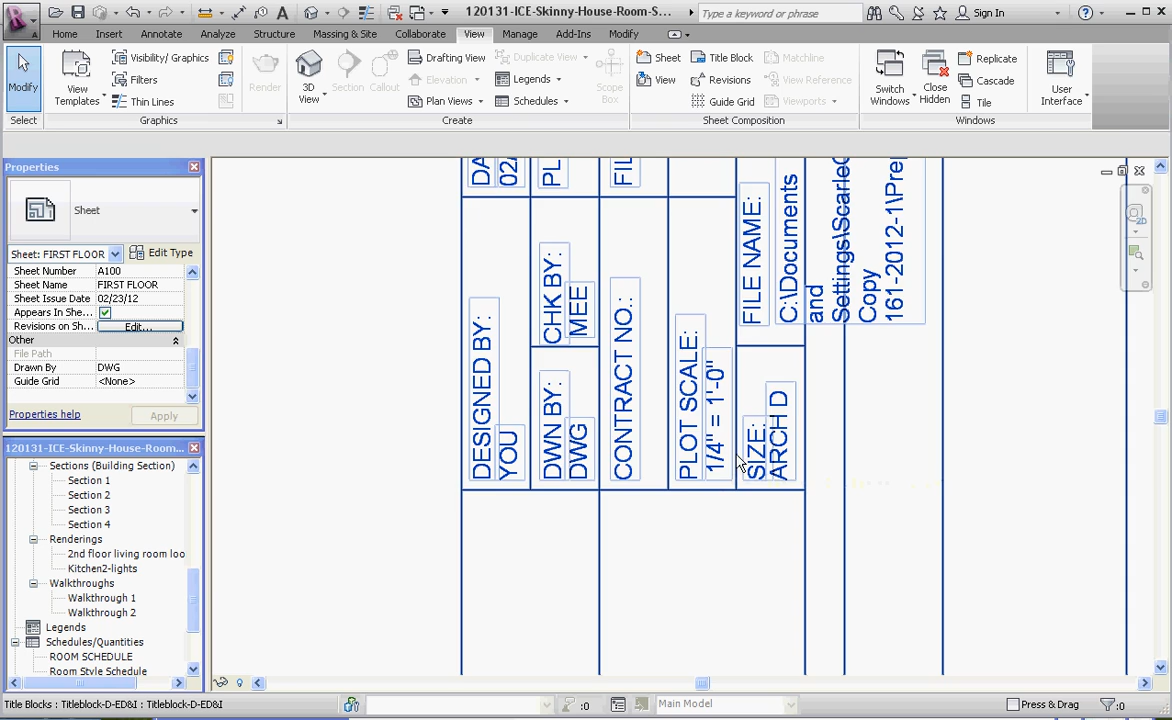 120131-ICE-Skinny-House-Room-S...
Type a keyword or phrase
Sign In
Home
Insert
Annotate
Analyze
Structure
Massing & Site
Collaborate
View
Manage
Add-Ins
Modify
Modify
View
Templates
Visibility/ Graphics
Filters
Thin Lines
Render
3D
View
Section
Callout
Drafting View
Elevation
Plan Views
Duplicate View
Legends
Schedules
Scope
Box
Sheet
View
Title Block
Revisions
Guide Grid
Matchline
View Reference
Viewports
Switch
Windows
Close
Hidden
Replicate
Cascade
Tile
User
Interface
Select
Graphics
Create
Sheet Composition
Windows
Properties
Sheet
Sheet: FIRST FLOOR
Edit Type
Sheet Number A100
Sheet Name FIRST FLOOR
Sheet Issue Date 02/23/12
Appears In She...
Revisions on Sh... Edit...
Other
File Path
Drawn By DWG
Guide Grid <None>
Properties help
Apply
120131-ICE-Skinny-House-Room...
Sections (Building Section)
Section 1
Section 2
Section 3
Section 4
Renderings
2nd floor living room loo
Kitchen2-lights
Walkthroughs
Walkthrough 1
Walkthrough 2
Legends
Schedules/Quantities
ROOM SCHEDULE
Room Style Schedule
DA
02
PL
FIL
DESIGNED BY:
YOU
CHK BY:
MEE
DWN BY:
DWG
CONTRACT NO.:
PLOT SCALE:
1/4" = 1'-0"
FILE NAME:
C:\Documents
and
Settings\Scarle
Copy
161-2012-1\Prep
SIZE:
ARCH D
2D
Title Blocks : Titleblock-D-ED&I : Titleblock-D-ED&I
:0
Main Model
Press & Drag
:0